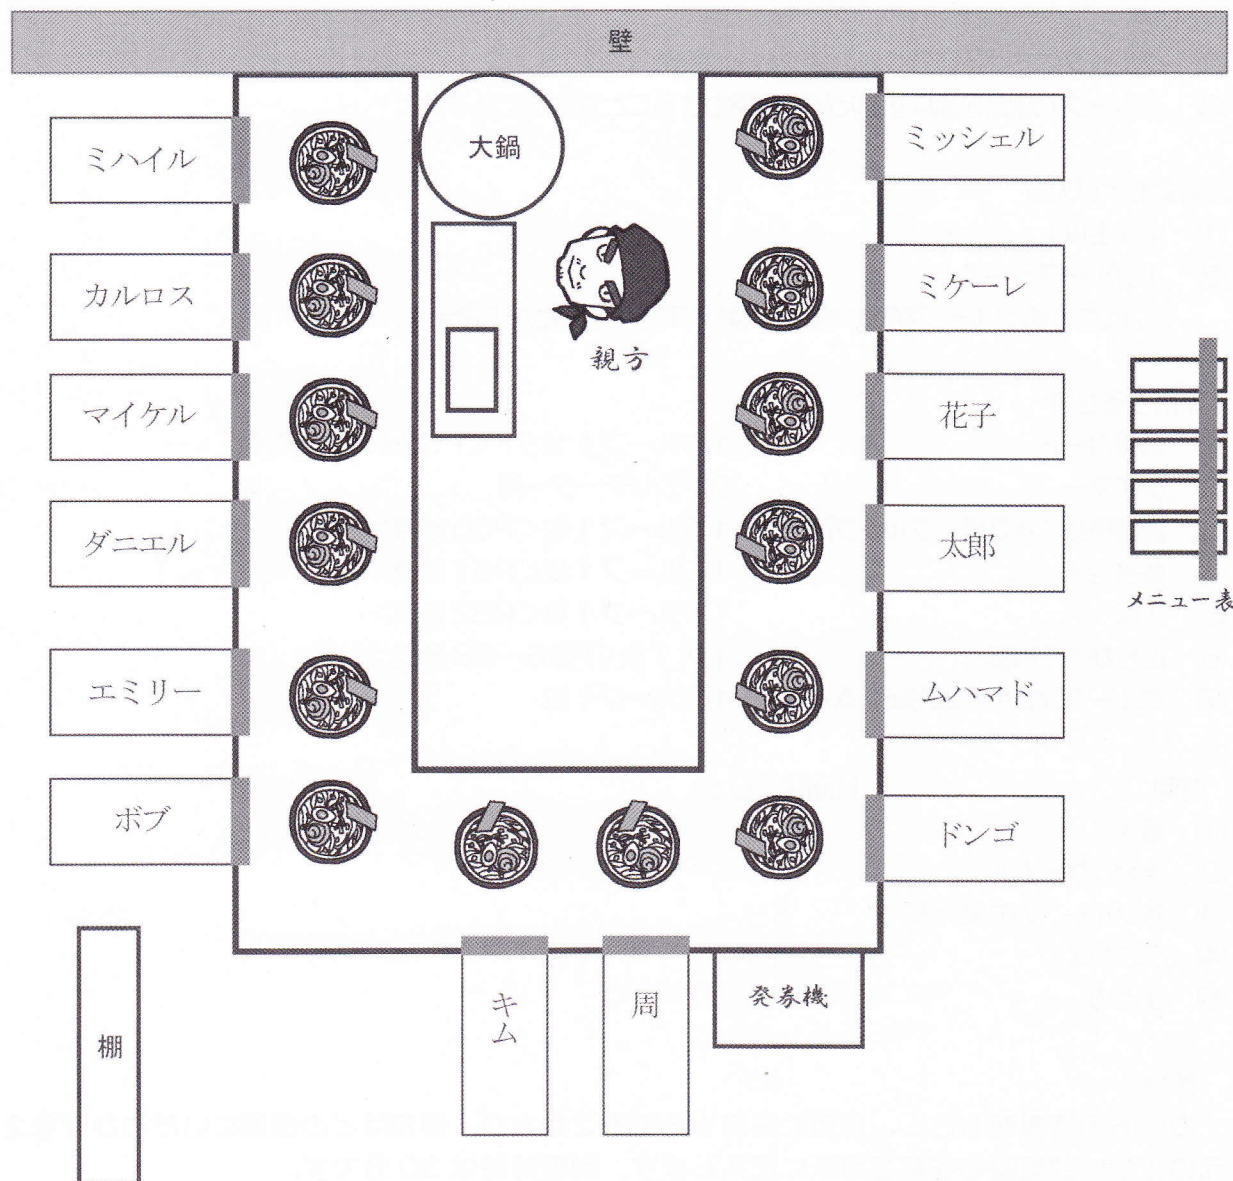 壁
ミハイル
大鍋
ミッシェル
カルロス
ミケーレ
親方
マイケル
花子
ダニエル
太郎
メニュー表
エミリー
ムハマド
ボブ
ドンゴ
キム
周
発券機
棚